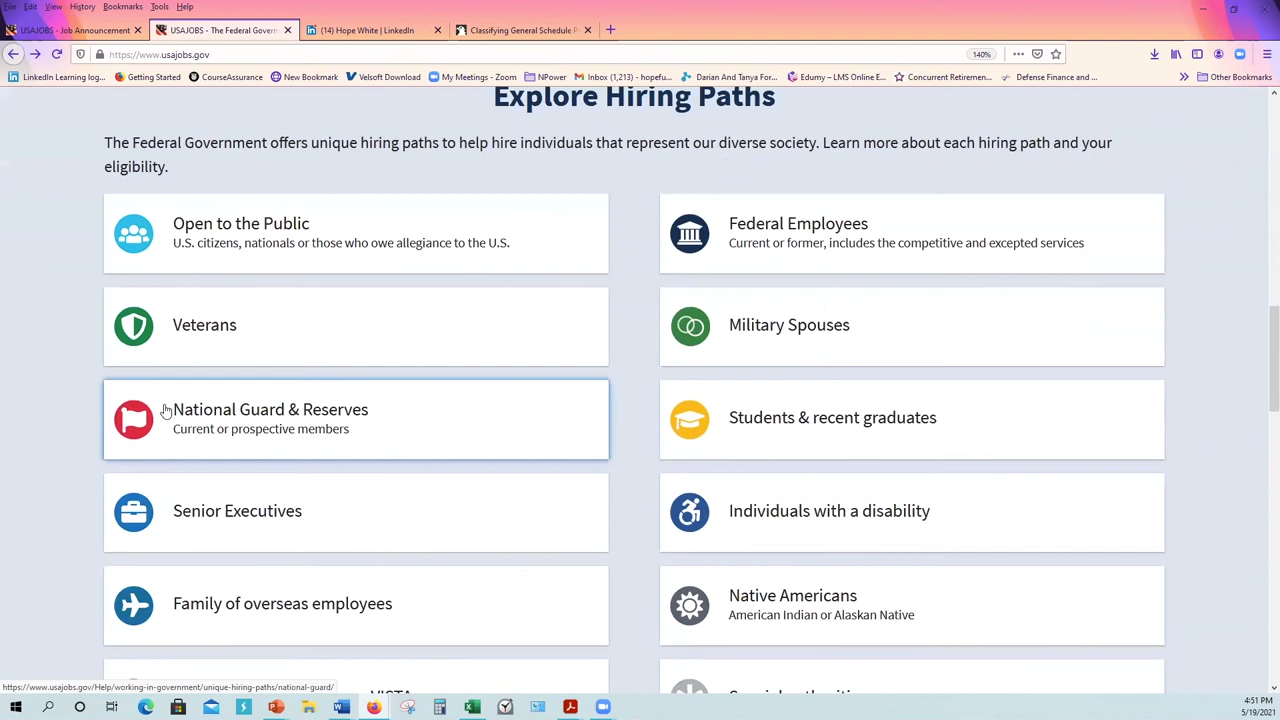 File Edit View History Bookmarks Tools Help
USAJOBS - Job Announcement
USAJOBS - The Federal Govern
(14) Hope White | LinkedIn
Classifying General Schedule P
https://www.usajobs.gov
140%
LinkedIn Learning log...
Getting Started
CourseAssurance
New Bookmark
Velsoft Download
My Meetings - Zoom
NPower
Inbox (1,213) - hopefu...
Darian And Tanya For...
Edumy – LMS Online E...
Concurrent Retiremen...
Defense Finance and ...
Other Bookmarks
Explore Hiring Paths
The Federal Government offers unique hiring paths to help hire individuals that represent our diverse society. Learn more about each hiring path and your
eligibility.
Open to the Public
U.S. citizens, nationals or those who owe allegiance to the U.S.
Federal Employees
Current or former, includes the competitive and excepted services
Veterans
Military Spouses
National Guard & Reserves
Current or prospective members
Students & recent graduates
Senior Executives
Individuals with a disability
Family of overseas employees
Native Americans
American Indian or Alaskan Native
VISTA
https://www.usajobs.gov/Help/working-in-government/unique-hiring-paths/national-guard/
4:51 PM
5/19/2021